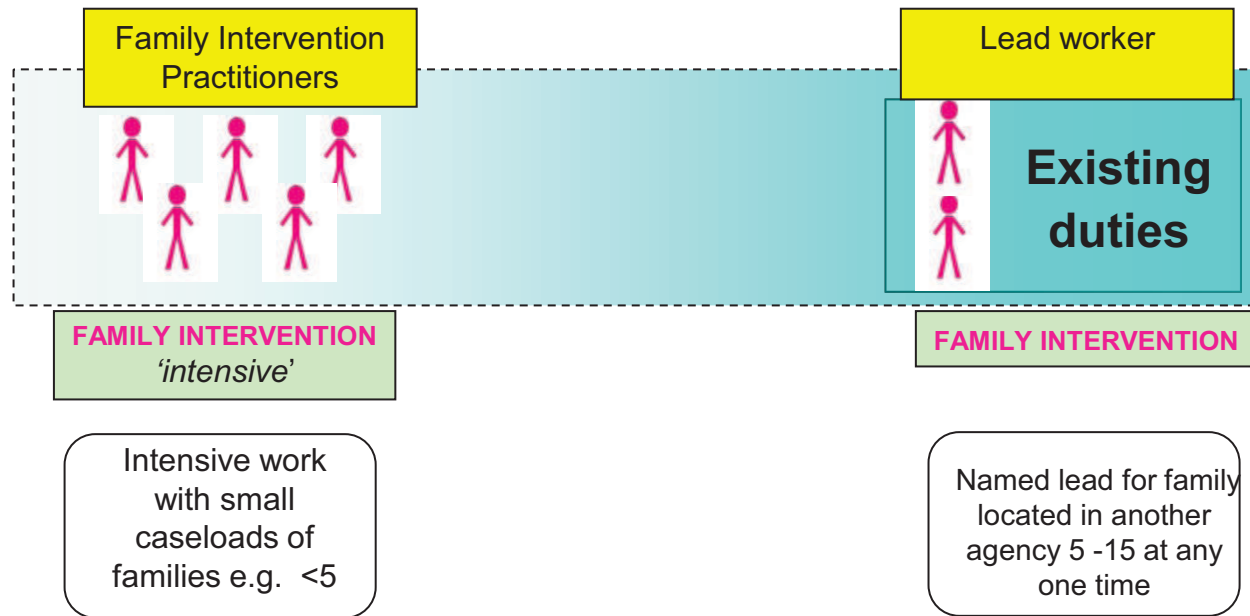 Family Intervention
Practitioners
Lead worker
Existing
duties
FAMILY INTERVENTION
‘intensive’
FAMILY INTERVENTION
Intensive work
with small
caseloads of
families e.g. <5
Named lead for family
located in another
agency 5 -15 at any
one time